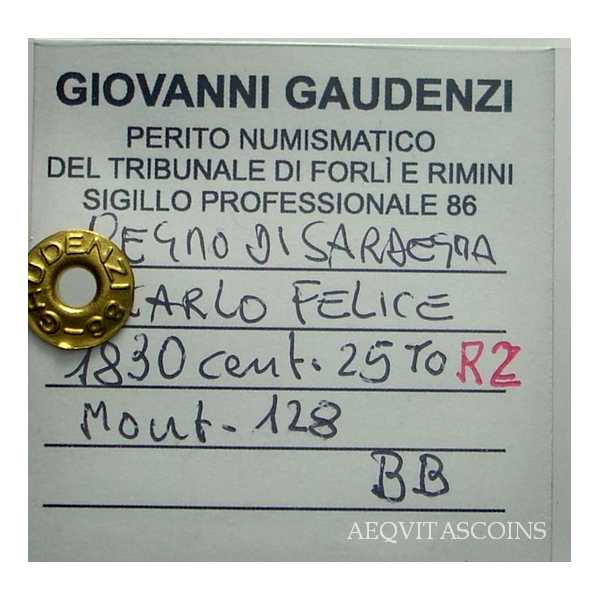 GIOVANNI GAUDENZI
PERITO NUMISMATICO
DEL TRIBUNALE DI FORLÌ E RIMINI
SIGILLO PROFESSIONALE 86
REGNO DI SARDEGNA
CARLO FELICE
1830 cent. 25 TO R2
Mont. 128
BB
GAUDENZI G 86
AEQVITASCOINS